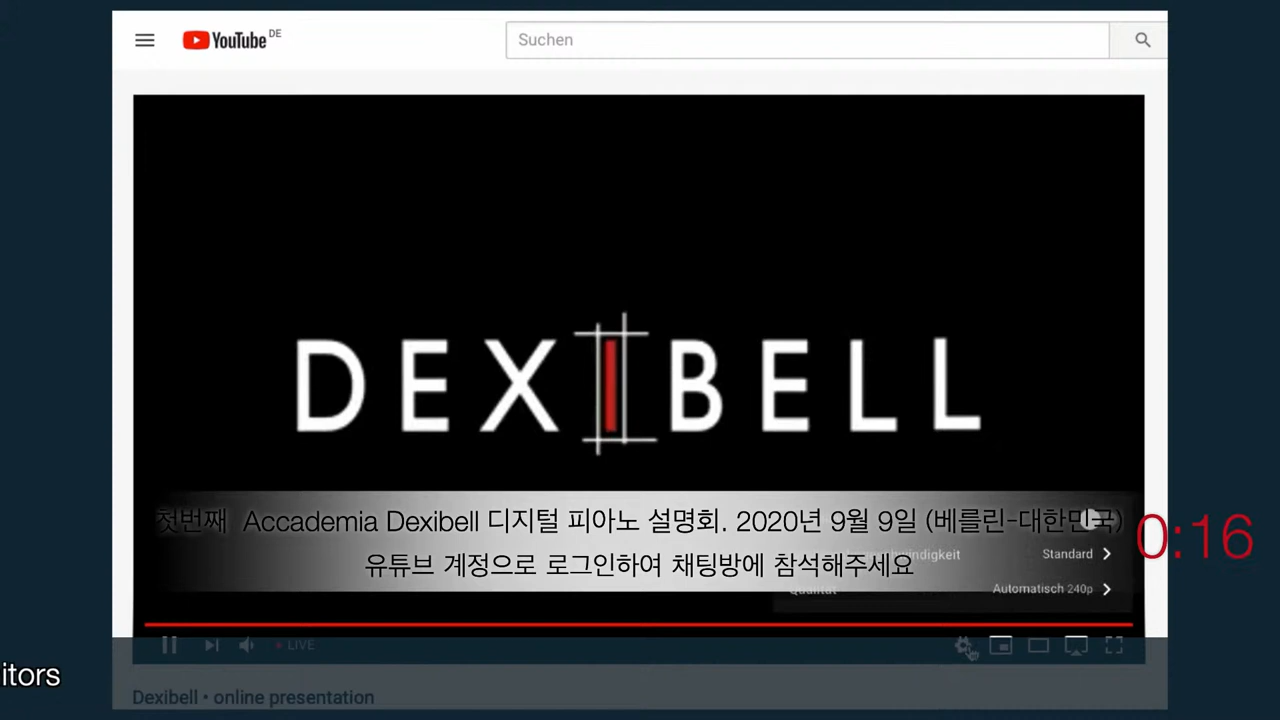 YouTube DE
Suchen
DEXIBELL
첫번째 Accademia Dexibell 디지털 피아노 설명회. 2020년 9월 9일 (베를린-대한민국)
0:16
Standard
유튜브 계정으로 로그인하여 채팅방에 참석해주세요
Qualität
Automatisch 240p
LIVE
itors
Dexibell • online presentation